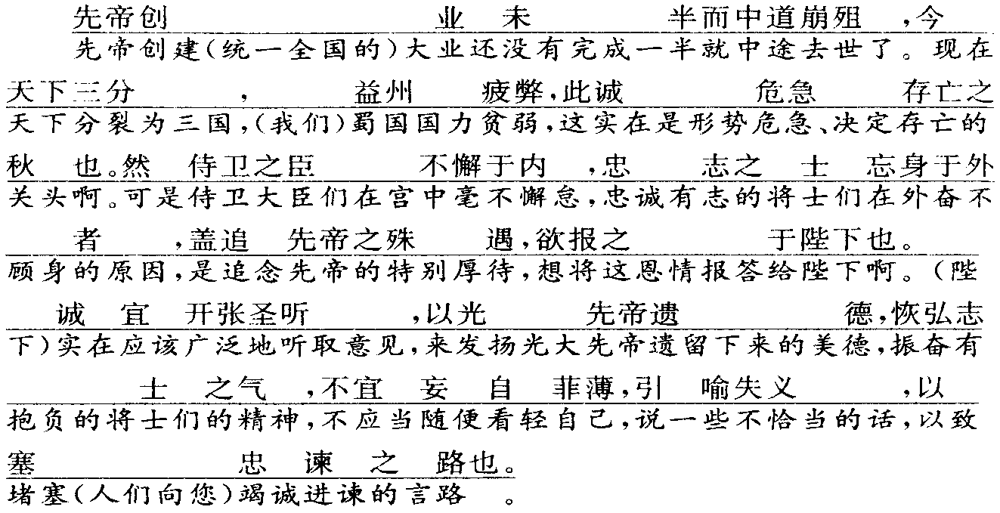 先帝创业未半而中道崩殂,今
先帝创建(统一全国的)大业还没有完成一半就中途去世了。现在
天下三分,益州疲弊,此诚危急存亡之
天下分裂为三国,(我们)蜀国国力贫弱,这实在是形势危急、决定存亡的
秋也。然侍卫之臣不懈于内,忠志之士忘身于外
关头啊。可是侍卫大臣们在宫中毫不懈怠,忠诚有志的将士们在外奋不
者,盖追先帝之殊遇,欲报之于陛下也。
顾身的原因,是追念先帝的特别厚待,想将这恩情报答给陛下啊。(陛
诚宜开张圣听,以光先帝遗德,恢弘志
下)实在应该广泛地听取意见,来发扬光大先帝遗留下来的美德,振奋有
士之气,不宜妄自菲薄,引喻失义,以
抱负的将士们的精神,不应当随便看轻自己,说一些不恰当的话,以致
塞忠谏之路也。
堵塞(人们向您)竭诚进谏的言路。